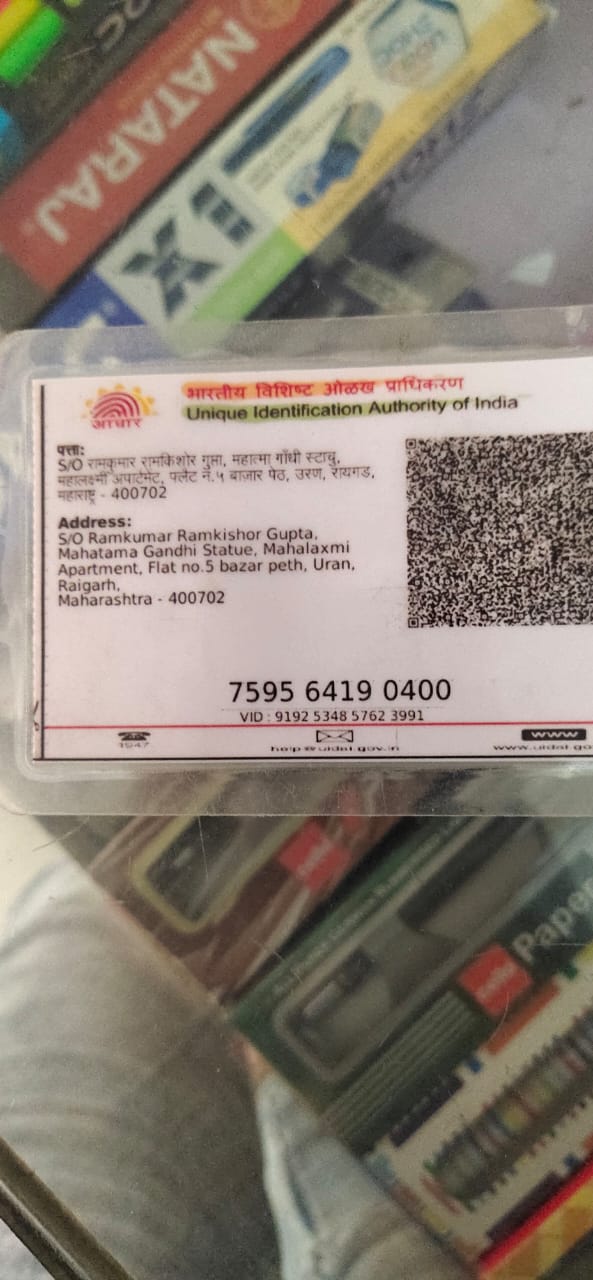 NATARAJ
भारतीय विशिष्ट ओळख प्राधिकरण
Unique Identification Authority of India
आधार
पत्ता:
S/O रामकुमार रामकिशोर गुप्ता, महात्मा गाँधी स्टाचु,
महालक्ष्मी अपार्टमेंट, फ्लैट नं.५ बाजार पेठ, उरण, रायगड,
महाराष्ट्र - 400702
Address:
S/O Ramkumar Ramkishor Gupta,
Mahatama Gandhi Statue, Mahalaxmi
Apartment, Flat no.5 bazar peth, Uran,
Raigarh,
Maharashtra - 400702
7595 6419 0400
VID : 9192 5348 5762 3991
1947
help@uidai.gov.in
www
www.uidai.go
cello
cello
Paper